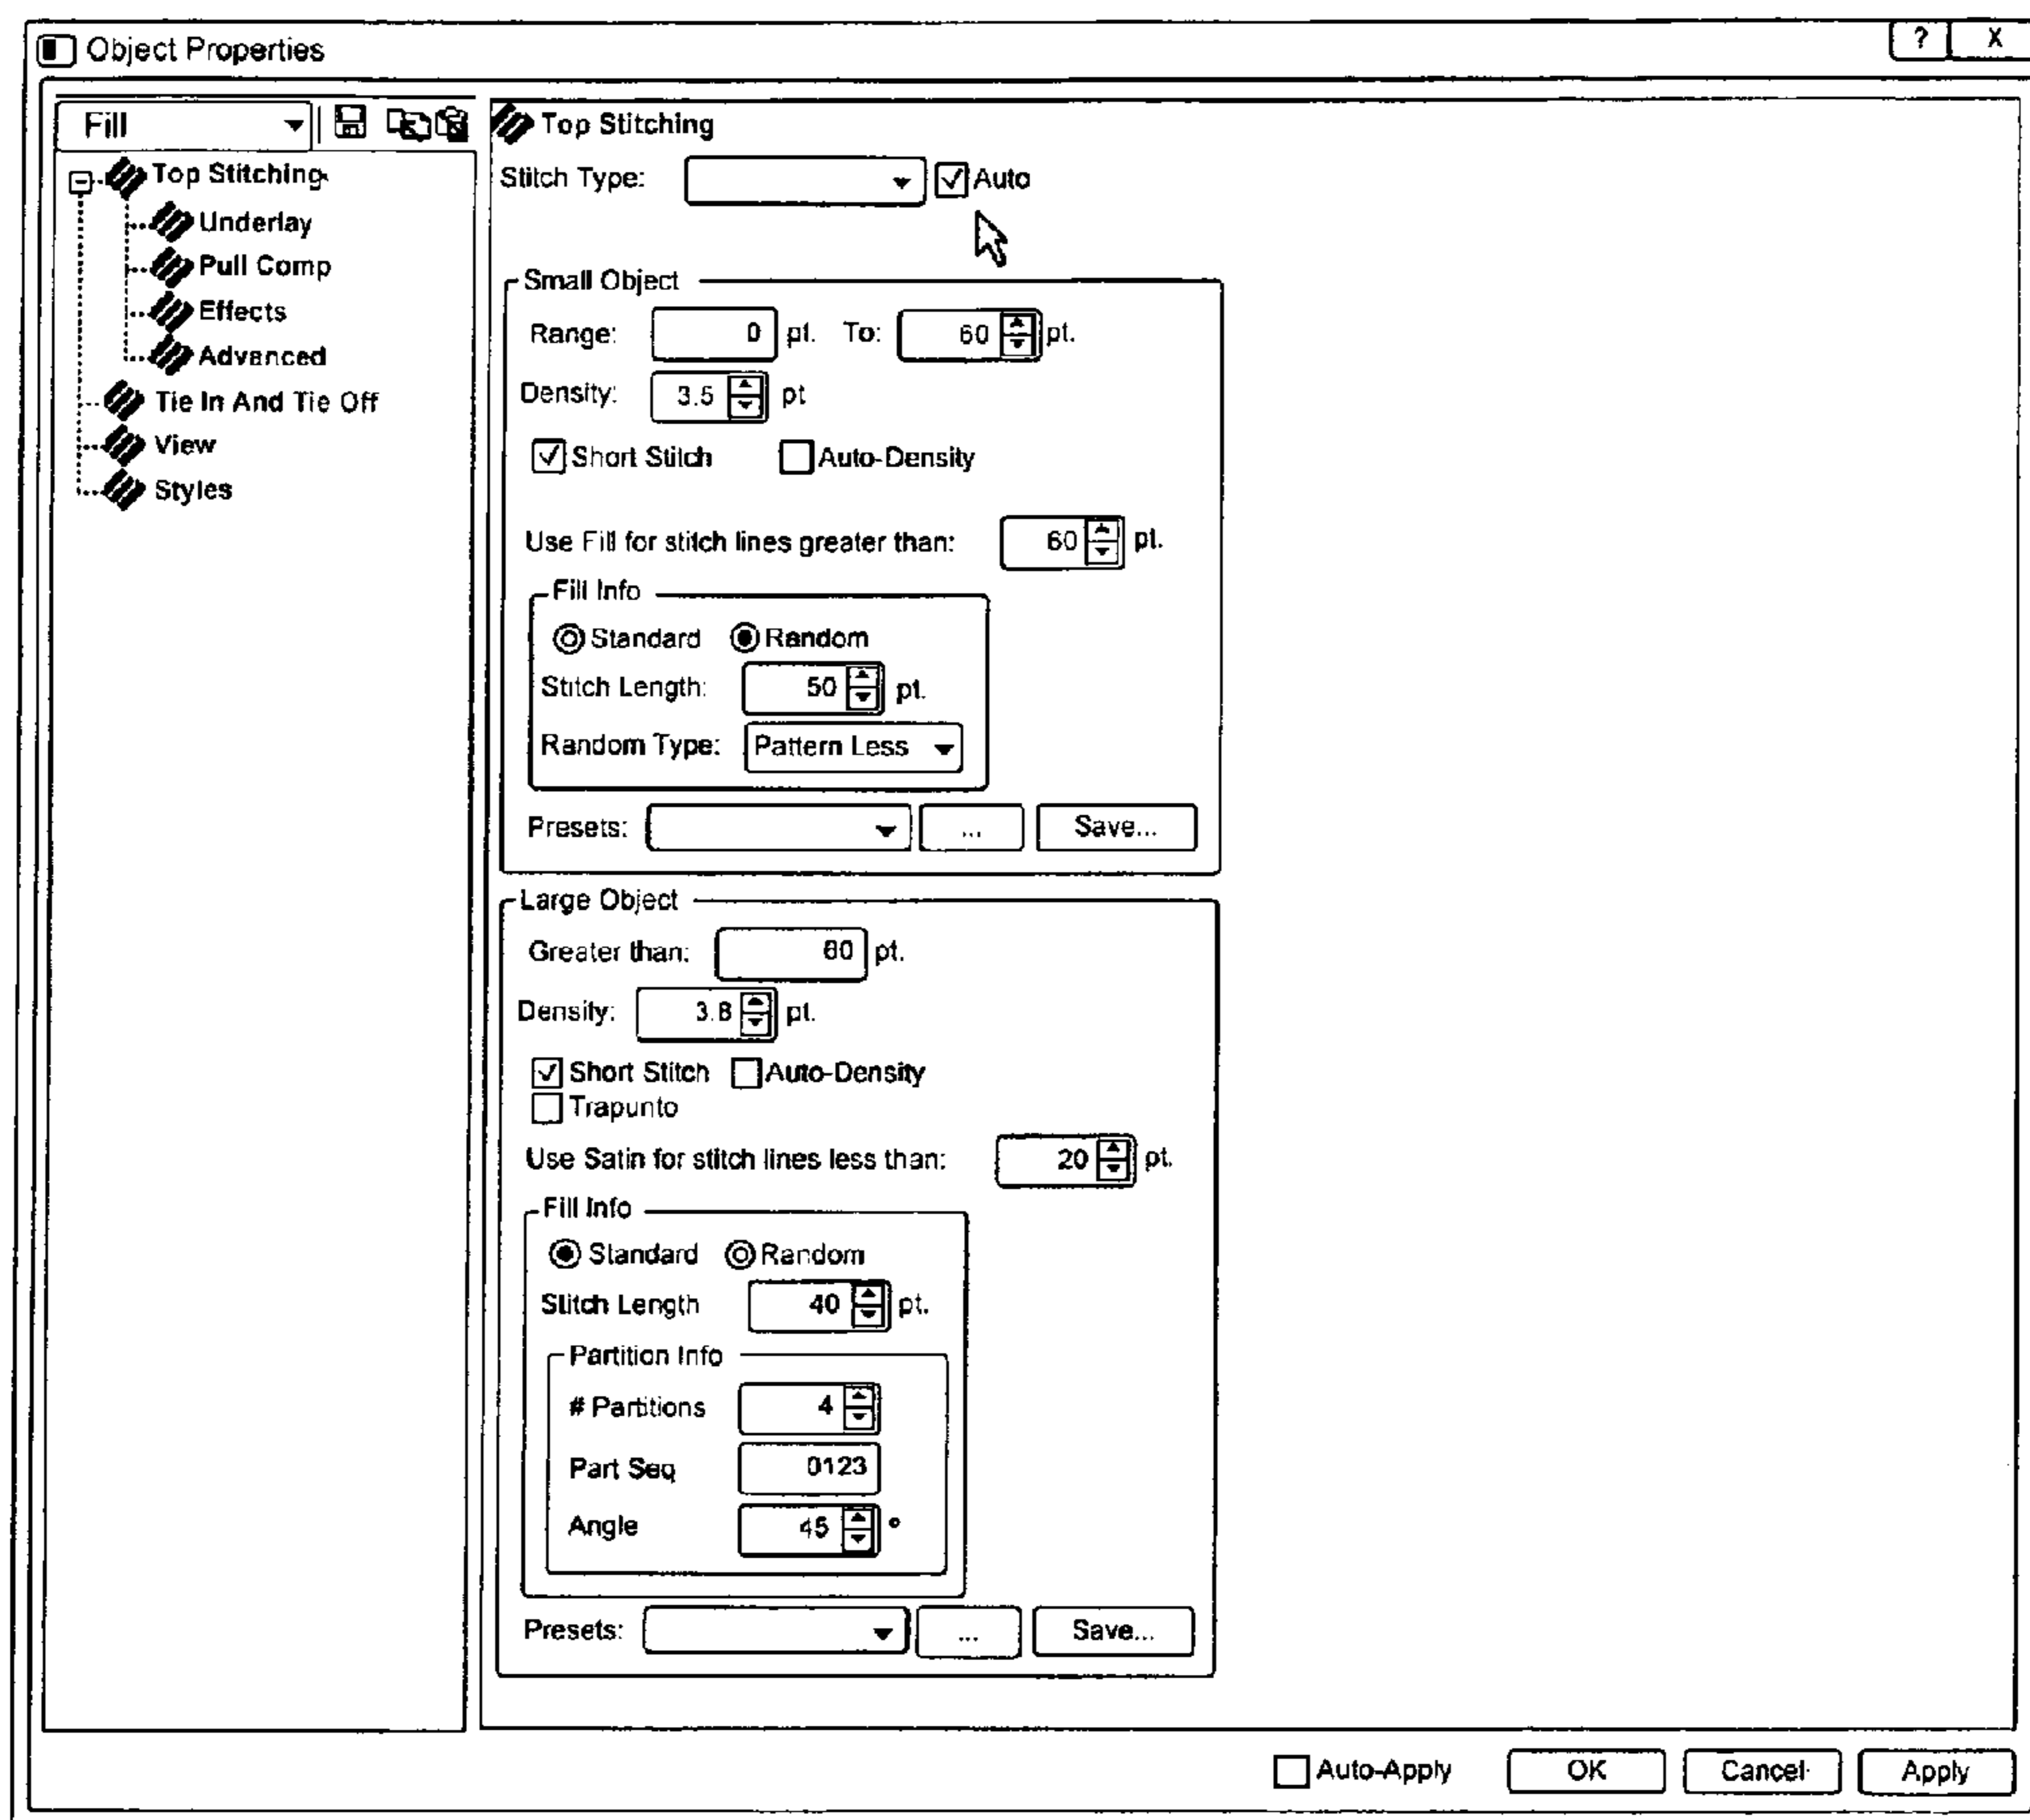 Object Properties ? X
Fill
Top Stitching
Underlay
Pull Comp
Effects
Advanced
Tie In And Tie Off
View
Styles
Top Stitching
Stitch Type: Auto
Small Object
Range: 0 pt. To: 60 pt.
Density: 3.5 pt
Short Stitch Auto-Density
Use Fill for stitch lines greater than: 60 pt.
Fill Info
Standard Random
Stitch Length: 50 pt.
Random Type: Pattern Less
Presets: ... Save...
Large Object
Greater than: 60 pt.
Density: 3.8 pt.
Short Stitch Auto-Density
Trapunto
Use Satin for stitch lines less than: 20 pt.
Fill Info
Standard Random
Stitch Length 40 pt.
Partition Info
# Partitions 4
Part Seq 0123
Angle 45 °
Presets: ... Save...
Auto-Apply OK Cancel Apply